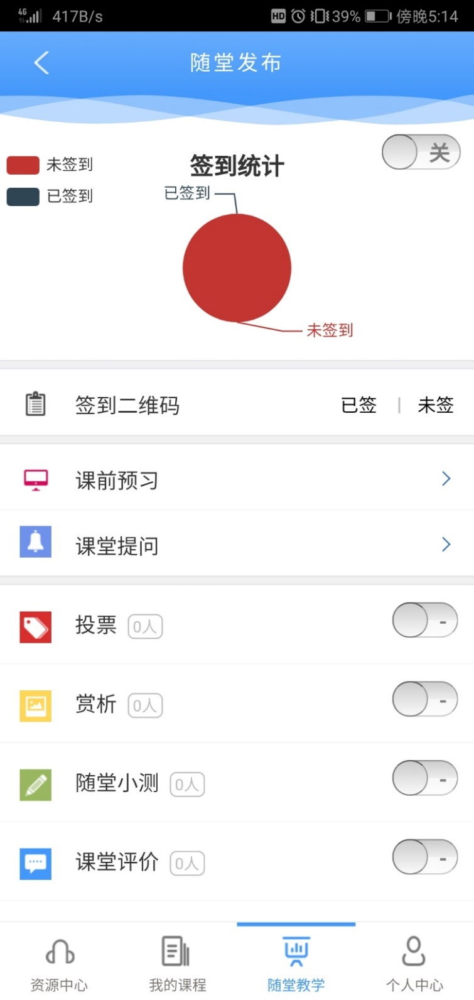 4G 417B/s HD 39% 傍晚5:14
随堂发布
关
未签到
签到统计
已签到
已签到
未签到
签到二维码 已签 | 未签
课前预习
课堂提问
投票 0人 -
赏析 0人 -
随堂小测 0人 -
课堂评价 0人 -
资源中心 我的课程 随堂教学 个人中心